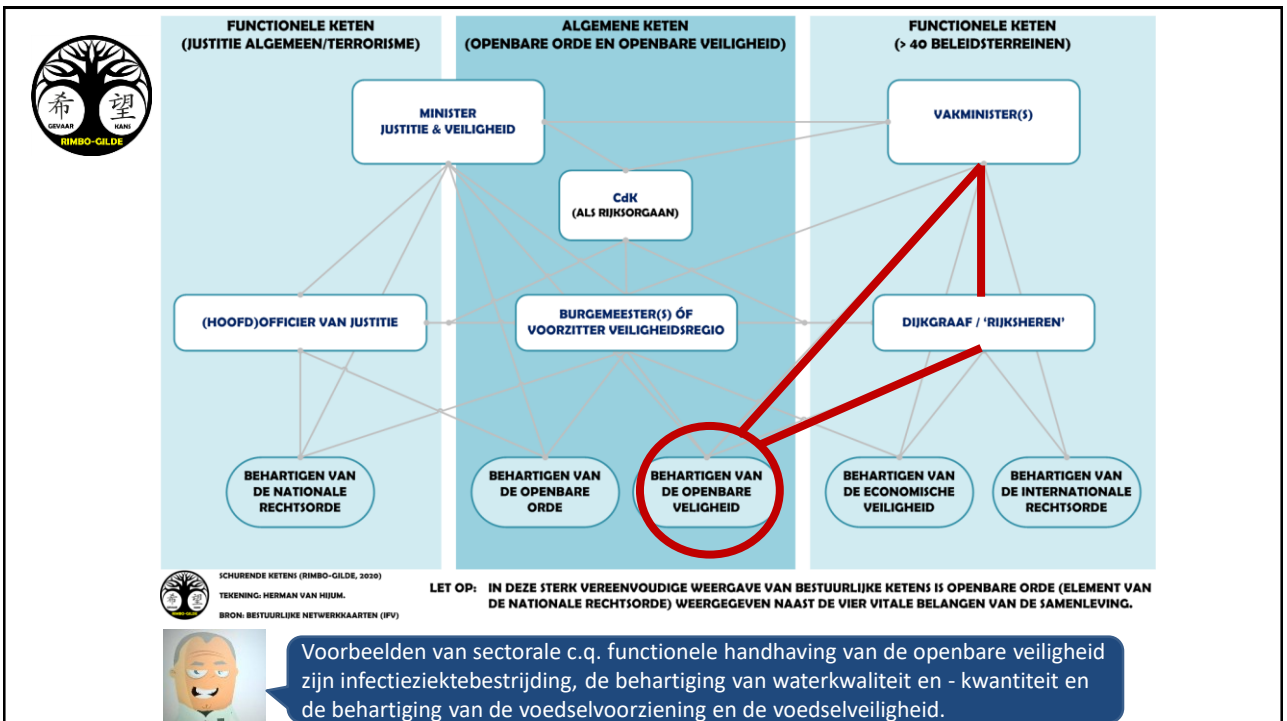 希 望
GEVAAR KANS
RIMBO-GILDE
FUNCTIONELE KETEN
(JUSTITIE ALGEMEEN/TERRORISME)
ALGEMENE KETEN
(OPENBARE ORDE EN OPENBARE VEILIGHEID)
FUNCTIONELE KETEN
(> 40 BELEIDSTERREINEN)
MINISTER
JUSTITIE & VEILIGHEID
VAKMINISTER(S)
CdK
(ALS RIJKSORGAAN)
(HOOFD)OFFICIER VAN JUSTITIE
BURGEMEESTER(S) ÓF
VOORZITTER VEILIGHEIDSREGIO
DIJKGRAAF / ‘RIJKSHEREN’
BEHARTIGEN VAN
DE NATIONALE
RECHTSORDE
BEHARTIGEN VAN
DE OPENBARE
ORDE
BEHARTIGEN VAN
DE OPENBARE
VELIGHEID
BEHARTIGEN VAN
DE ECONOMISCHE
VEILIGHEID
BEHARTIGEN VAN
DE INTERNATIONALE
RECHTSORDE
希 望
SCHURENDE KETENS (RIMBO-GILDE, 2020)
TEKENING: HERMAN VAN HIJUM.
BRON: BESTUURLIJKE NETWERKKAARTEN (IFV)
LET OP: IN DEZE STERK VEREENVOUDIGE WEERGAVE VAN BESTUURLIJKE KETENS IS OPENBARE ORDE (ELEMENT VAN
DE NATIONALE RECHTSORDE) WEERGEGEVEN NAAST DE VIER VITALE BELANGEN VAN DE SAMENLEVING.
Voorbeelden van sectorale c.q. functionele handhaving van de openbare veiligheid
zijn infectieziektebestrijding, de behartiging van waterkwaliteit en - kwantiteit en
de behartiging van de voedselvoorziening en de voedselveiligheid.